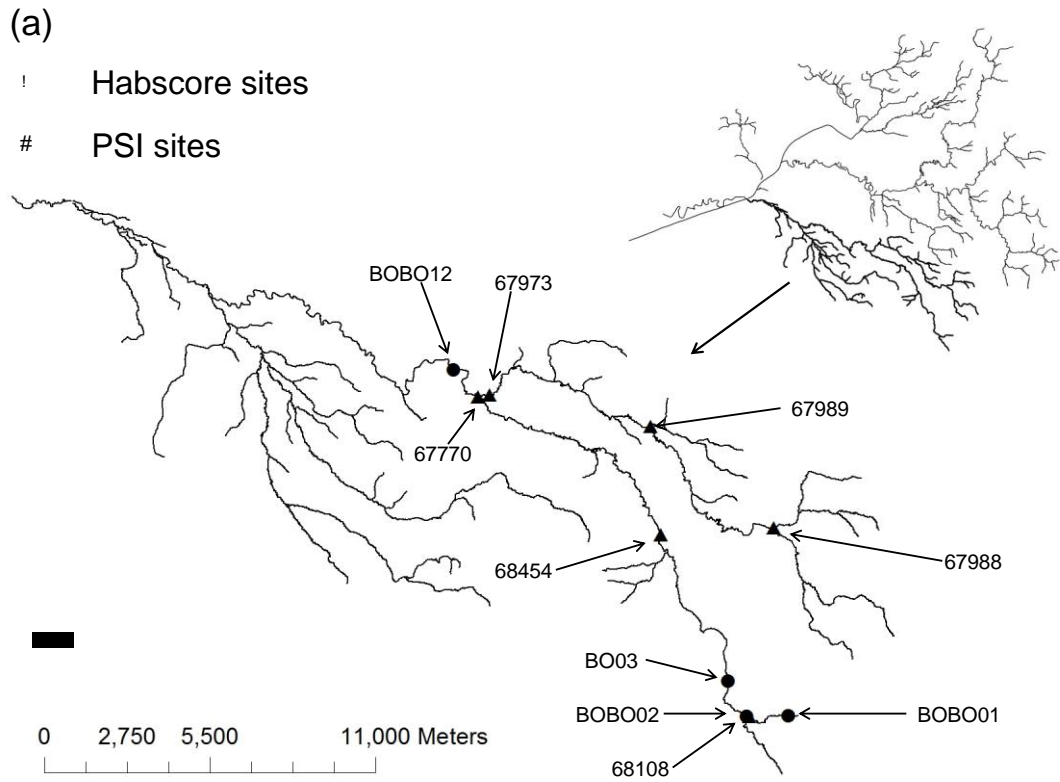 (a)
! Habscore sites
# PSI sites
BOBO12
67973
67770
67989
68454
67988
BO03
BOBO02
BOBO01
68108
0 2,750 5,500 11,000 Meters